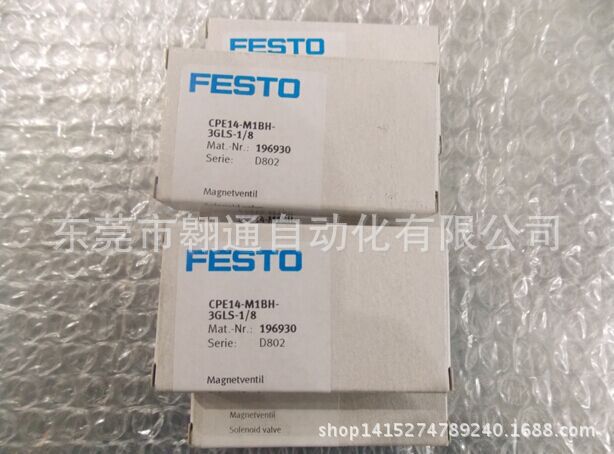 FESTO
FESTO
CPE14-M1BH-
3GLS-1/8
Mat.-Nr.: 196930
Serie: D802
Magnetventil
Solenoid valve
东莞市翱通自动化有限公司
FESTO
CPE14-M1BH-
3GLS-1/8
Mat.-Nr.: 196930
Serie: D802
Magnetventil
Magnetventil
Solenoid valve
shop1415274789240.1688.com